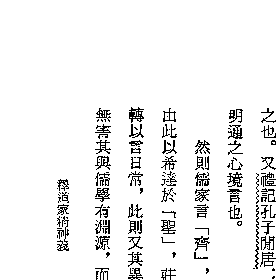 之也。又禮記孔子閒居：
明通之心境言也。
然則儒家言「齊」，
出此以希達於「聖」，莊
轉以言日常，此則又其異
無害其與儒學有淵源，而
釋道家精神義